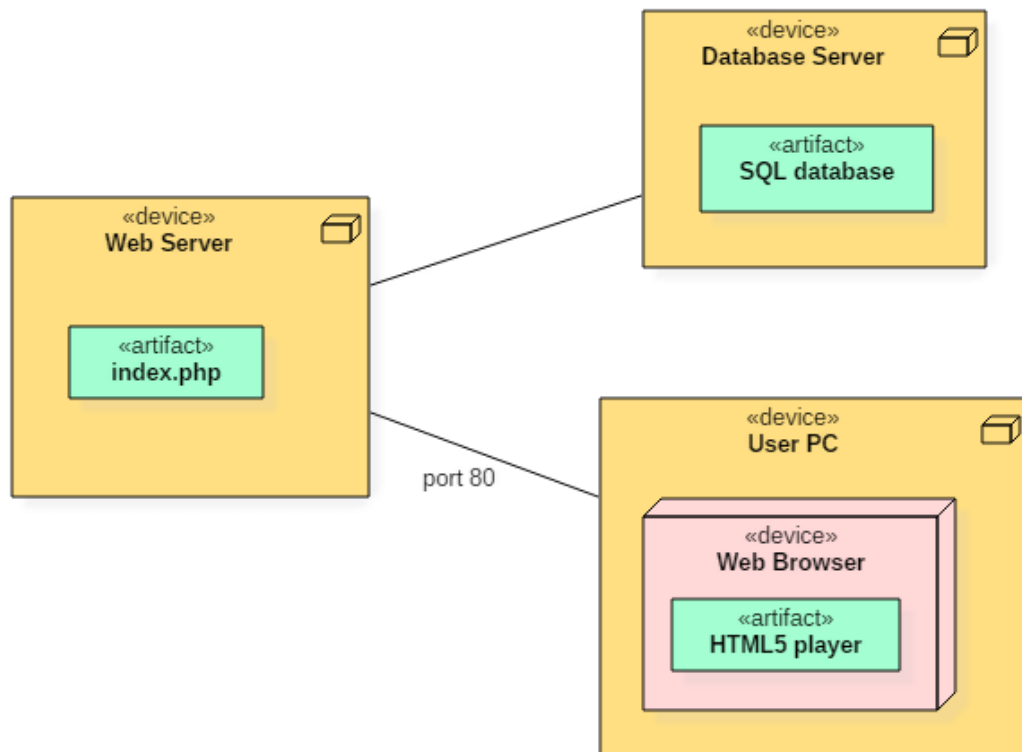 «device»
Database Server
«artifact»
SQL database
«device»
Web Server
«artifact»
index.php
port 80
«device»
User PC
«device»
Web Browser
«artifact»
HTML5 player